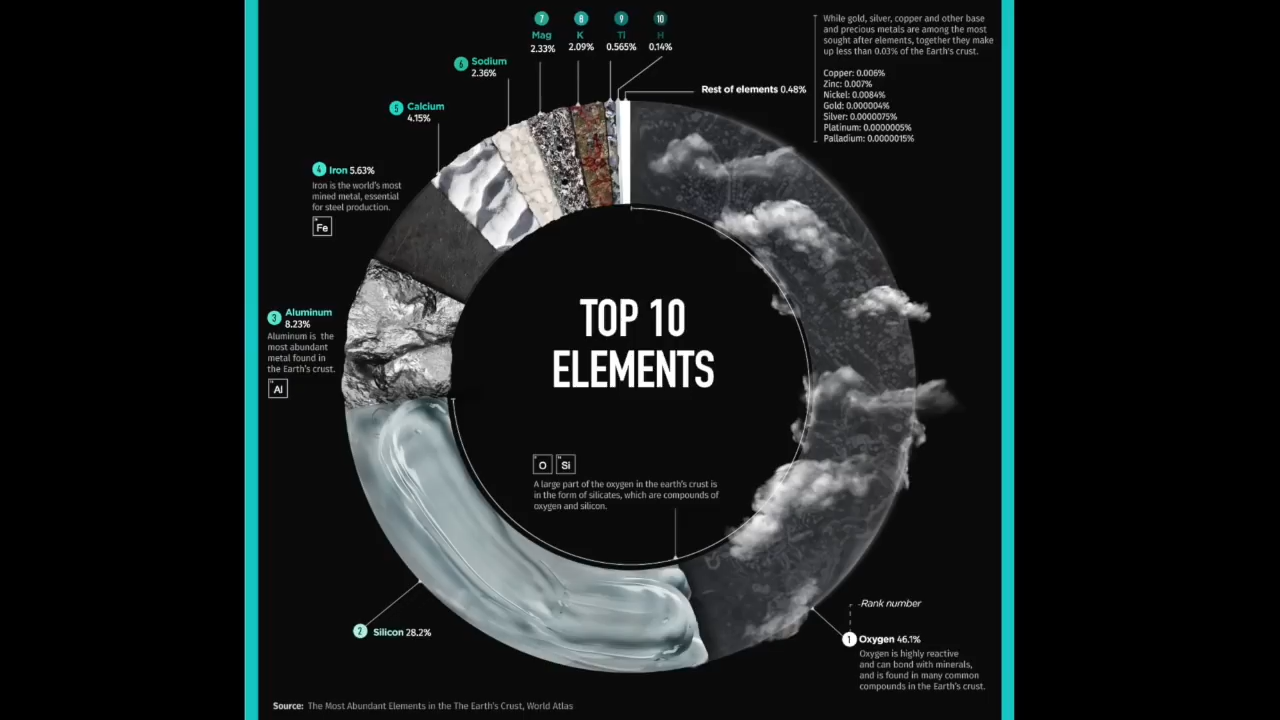 7
Mag
2.33%
8
K
2.09%
9
Ti
0.565%
10
H
0.14%
While gold, silver, copper and other base
and precious metals are among the most
sought after elements, together they make
up less than 0.03% of the Earth's crust.
Copper: 0.006%
Zinc: 0.007%
Nickel: 0.0084%
Gold: 0.000004%
Silver: 0.0000075%
Platinum: 0.0000005%
Palladium: 0.0000015%
Rest of elements 0.48%
6 Sodium
2.36%
5 Calcium
4.15%
4 Iron 5.63%
Iron is the world's most
mined metal, essential
for steel production.
Fe
3 Aluminum
8.23%
Aluminum is the
most abundant
metal found in
the Earth's crust.
Al
TOP 10
ELEMENTS
O Si
A large part of the oxygen in the earth's crust is
in the form of silicates, which are compounds of
oxygen and silicon.
2 Silicon 28.2%
Rank number
1 Oxygen 46.1%
Oxygen is highly reactive
and can bond with minerals,
and is found in many common
compounds in the Earth's crust.
Source: The Most Abundant Elements in the The Earth's Crust, World Atlas